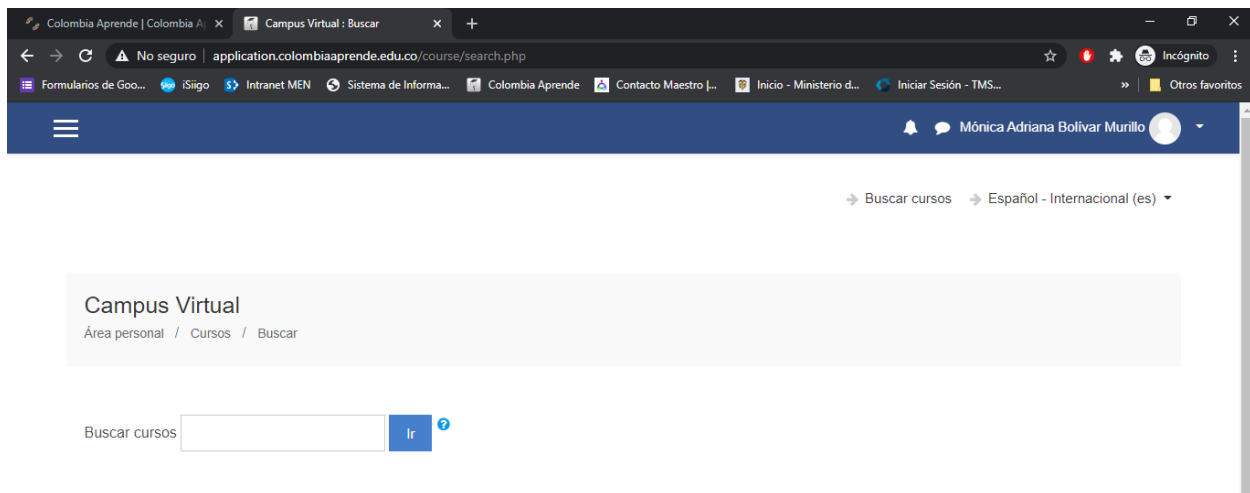 Colombia Aprende | Colombia A
Campus Virtual : Buscar
No seguro | application.colombiaaprende.edu.co/course/search.php
Incógnito
Formularios de Goo...
iSiigo
Intranet MEN
Sistema de Informa...
Colombia Aprende
Contacto Maestro |...
Inicio - Ministerio d...
Iniciar Sesión - TMS...
»
Otros favoritos
Mónica Adriana Bolívar Murillo
Buscar cursos
Español - Internacional (es)
Campus Virtual
Área personal / Cursos / Buscar
Buscar cursos
Ir